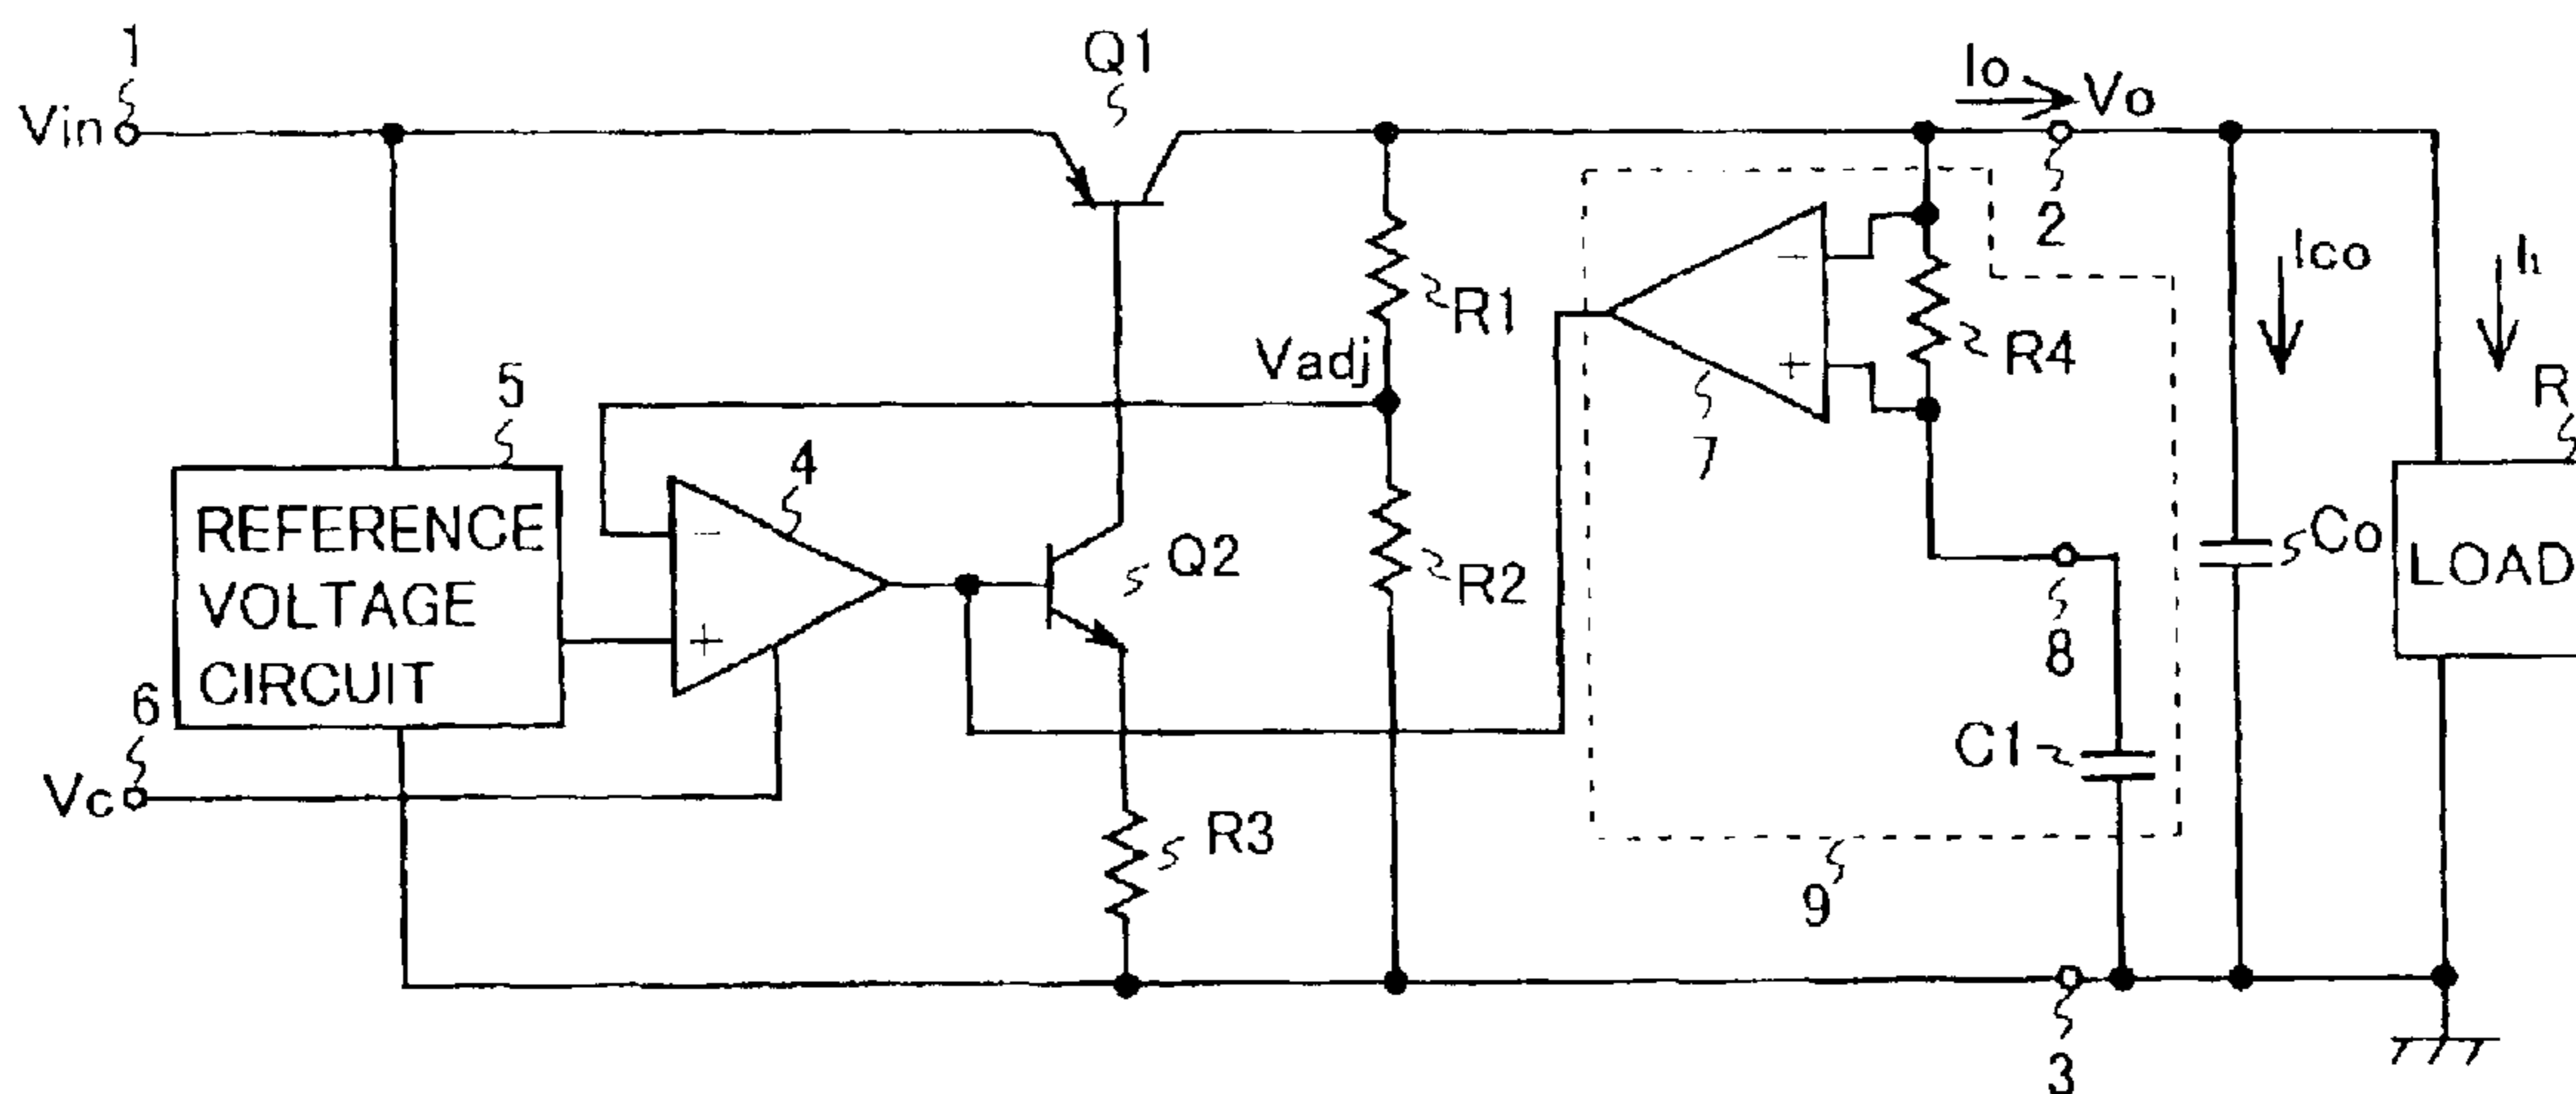 1
Vin
Q1
Io
Vo
2
Ico
R1
R4
Vadj
R
5
4
7
REFERENCE
VOLTAGE
CIRCUIT
-
+
-
+
Q2
R2
8
Co
LOAD
6
Vc
C1
R3
9
3